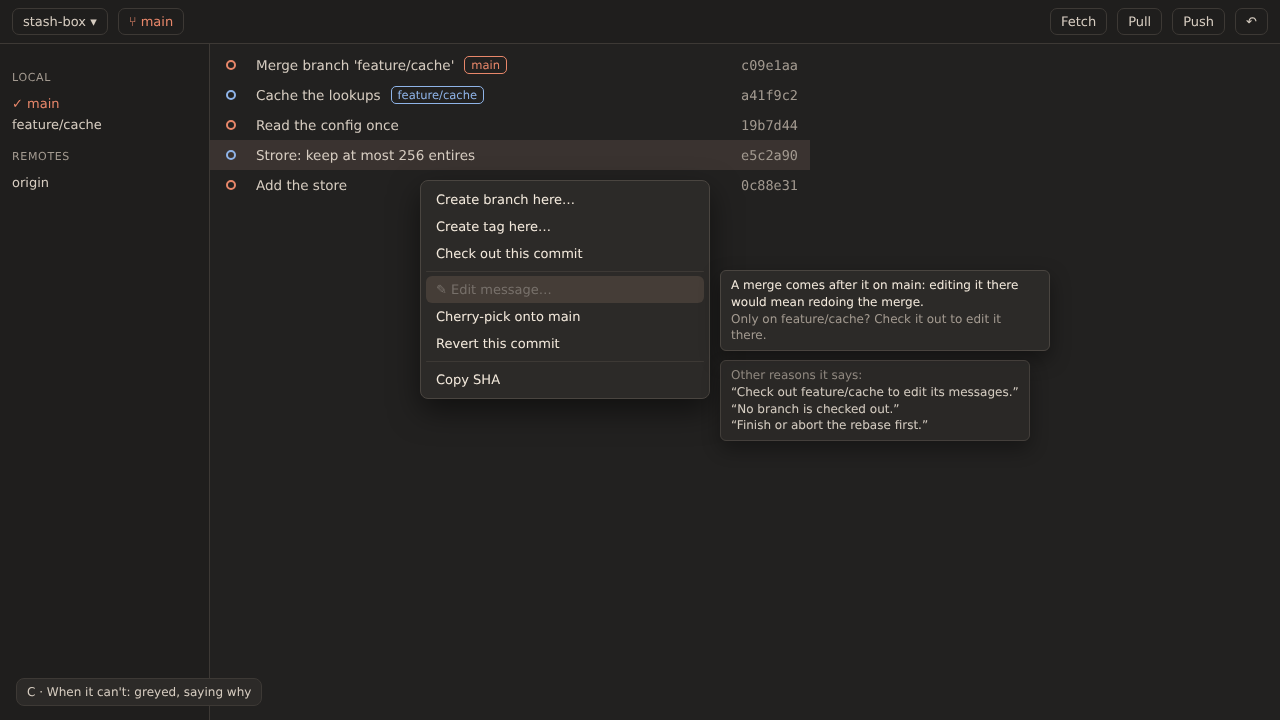 stash-box ▾
⑂ main
Fetch
Pull
Push
↶
LOCAL
✓ main
feature/cache
REMOTES
origin
Merge branch 'feature/cache' main c09e1aa
Cache the lookups feature/cache a41f9c2
Read the config once 19b7d44
Strore: keep at most 256 entires e5c2a90
Add the store 0c88e31
Create branch here…
Create tag here…
Check out this commit
✎ Edit message…
Cherry-pick onto main
Revert this commit
Copy SHA
A merge comes after it on main: editing it there
would mean redoing the merge.
Only on feature/cache? Check it out to edit it
there.
Other reasons it says:
“Check out feature/cache to edit its messages.”
“No branch is checked out.”
“Finish or abort the rebase first.”
C · When it can't: greyed, saying why